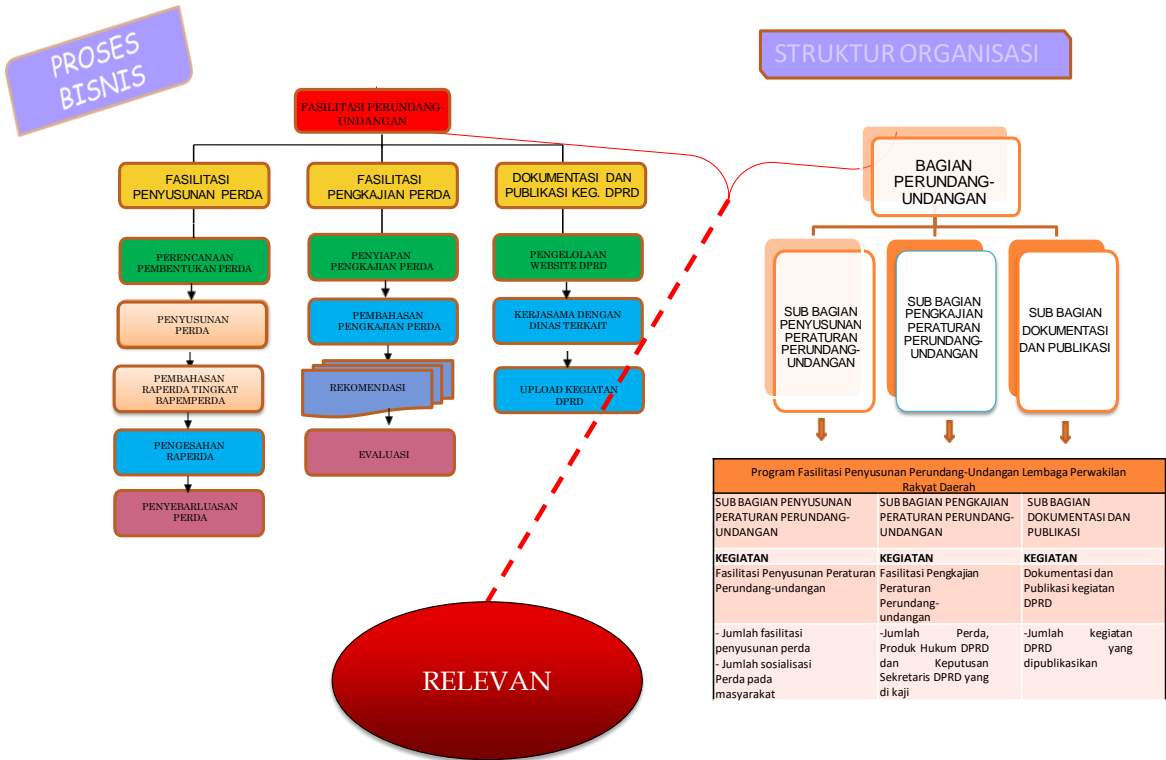 PROSES
BISNIS
STRUKTUR ORGANISASI
FASILITASI PERUNDANG-
UNDANGAN
FASILITASI
PENYUSUNAN PERDA
FASILITASI
PENGKAJIAN PERDA
DOKUMENTASI DAN
PUBLIKASI KEG. DPRD
PERENCANAAN
PEMBENTUKAN PERDA
PENYUSUNAN
PERDA
PEMBAHASAN
RAPERDA TINGKAT
BAPEMPERDA
PENGESAHAN
RAPERDA
PENYEBARLUASAN
PERDA
PENYIAPAN
PENGKAJIAN PERDA
PEMBAHASAN
PENGKAJIAN PERDA
REKOMENDASI
EVALUASI
PENGELOLAAN
WEBSITE DPRD
KERJASAMA DENGAN
DINAS TERKAIT
UPLOAD KEGIATAN
DPRD
RELEVAN
BAGIAN
PERUNDANG-
UNDANGAN
SUB BAGIAN
PENYUSUNAN
PERATURAN
PERUNDANG-
UNDANGAN
SUB BAGIAN
PENGKAJIAN
PERATURAN
PERUNDANG-
UNDANGAN
SUB BAGIAN
DOKUMENTASI
DAN PUBLIKASI
Program Fasilitasi Penyusunan Perundang-Undangan Lembaga Perwakilan
Rakyat Daerah
SUB BAGIAN PENYUSUNAN
PERATURAN PERUNDANG-
UNDANGAN
SUB BAGIAN PENGKAJIAN
PERATURAN PERUNDANG-
UNDANGAN
SUB BAGIAN
DOKUMENTASI DAN
PUBLIKASI
KEGIATAN
KEGIATAN
KEGIATAN
Fasilitasi Penyusunan Peraturan
Perundang-undangan
Fasilitasi Pengkajian
Peraturan
Perundang-
undangan
Dokumentasi dan
Publikasi kegiatan
DPRD
- Jumlah fasilitasi
penyusunan perda
- Jumlah sosialisasi
Perda pada
masyarakat
-Jumlah Perda,
Produk Hukum DPRD
dan Keputusan
Sekretaris DPRD yang
di kaji
-Jumlah kegiatan
DPRD yang
dipublikasikan